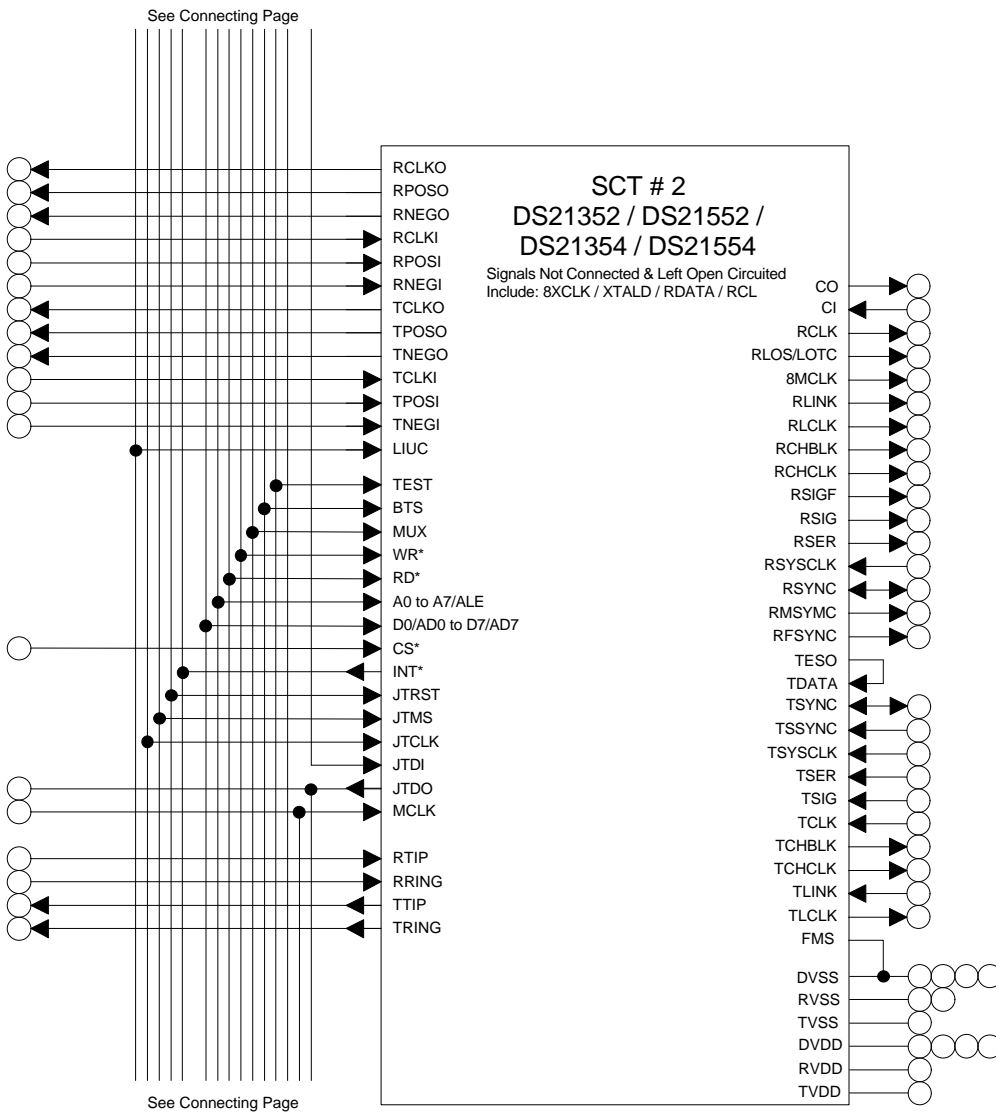 See Connecting Page
SCT # 2
DS21352 / DS21552 /
DS21354 / DS21554
Signals Not Connected & Left Open Circuited
Include: 8XCLK / XTALD / RDATA / RCL
RCLKO
RPOSO
RNEGO
RCLKI
RPOSI
RNEGI
TCLKO
TPOSO
TNEGO
TCLKI
TPOSI
TNEGI
LIUC
TEST
BTS
MUX
WR*
RD*
A0 to A7/ALE
D0/AD0 to D7/AD7
CS*
INT*
JTRST
JTMS
JTCLK
JTDI
JTDO
MCLK
RTIP
RRING
TTIP
TRING
CO
CI
RCLK
RLOS/LOTC
8MCLK
RLINK
RLCLK
RCHBLK
RCHCLK
RSIGF
RSIG
RSER
RSYSCLK
RSYNC
RMSYMC
RFSYNC
TESO
TDATA
TSYNC
TSSYNC
TSYSCLK
TSER
TSIG
TCLK
TCHBLK
TCHCLK
TLINK
TLCLK
FMS
DVSS
RVSS
TVSS
DVDD
RVDD
TVDD
See Connecting Page